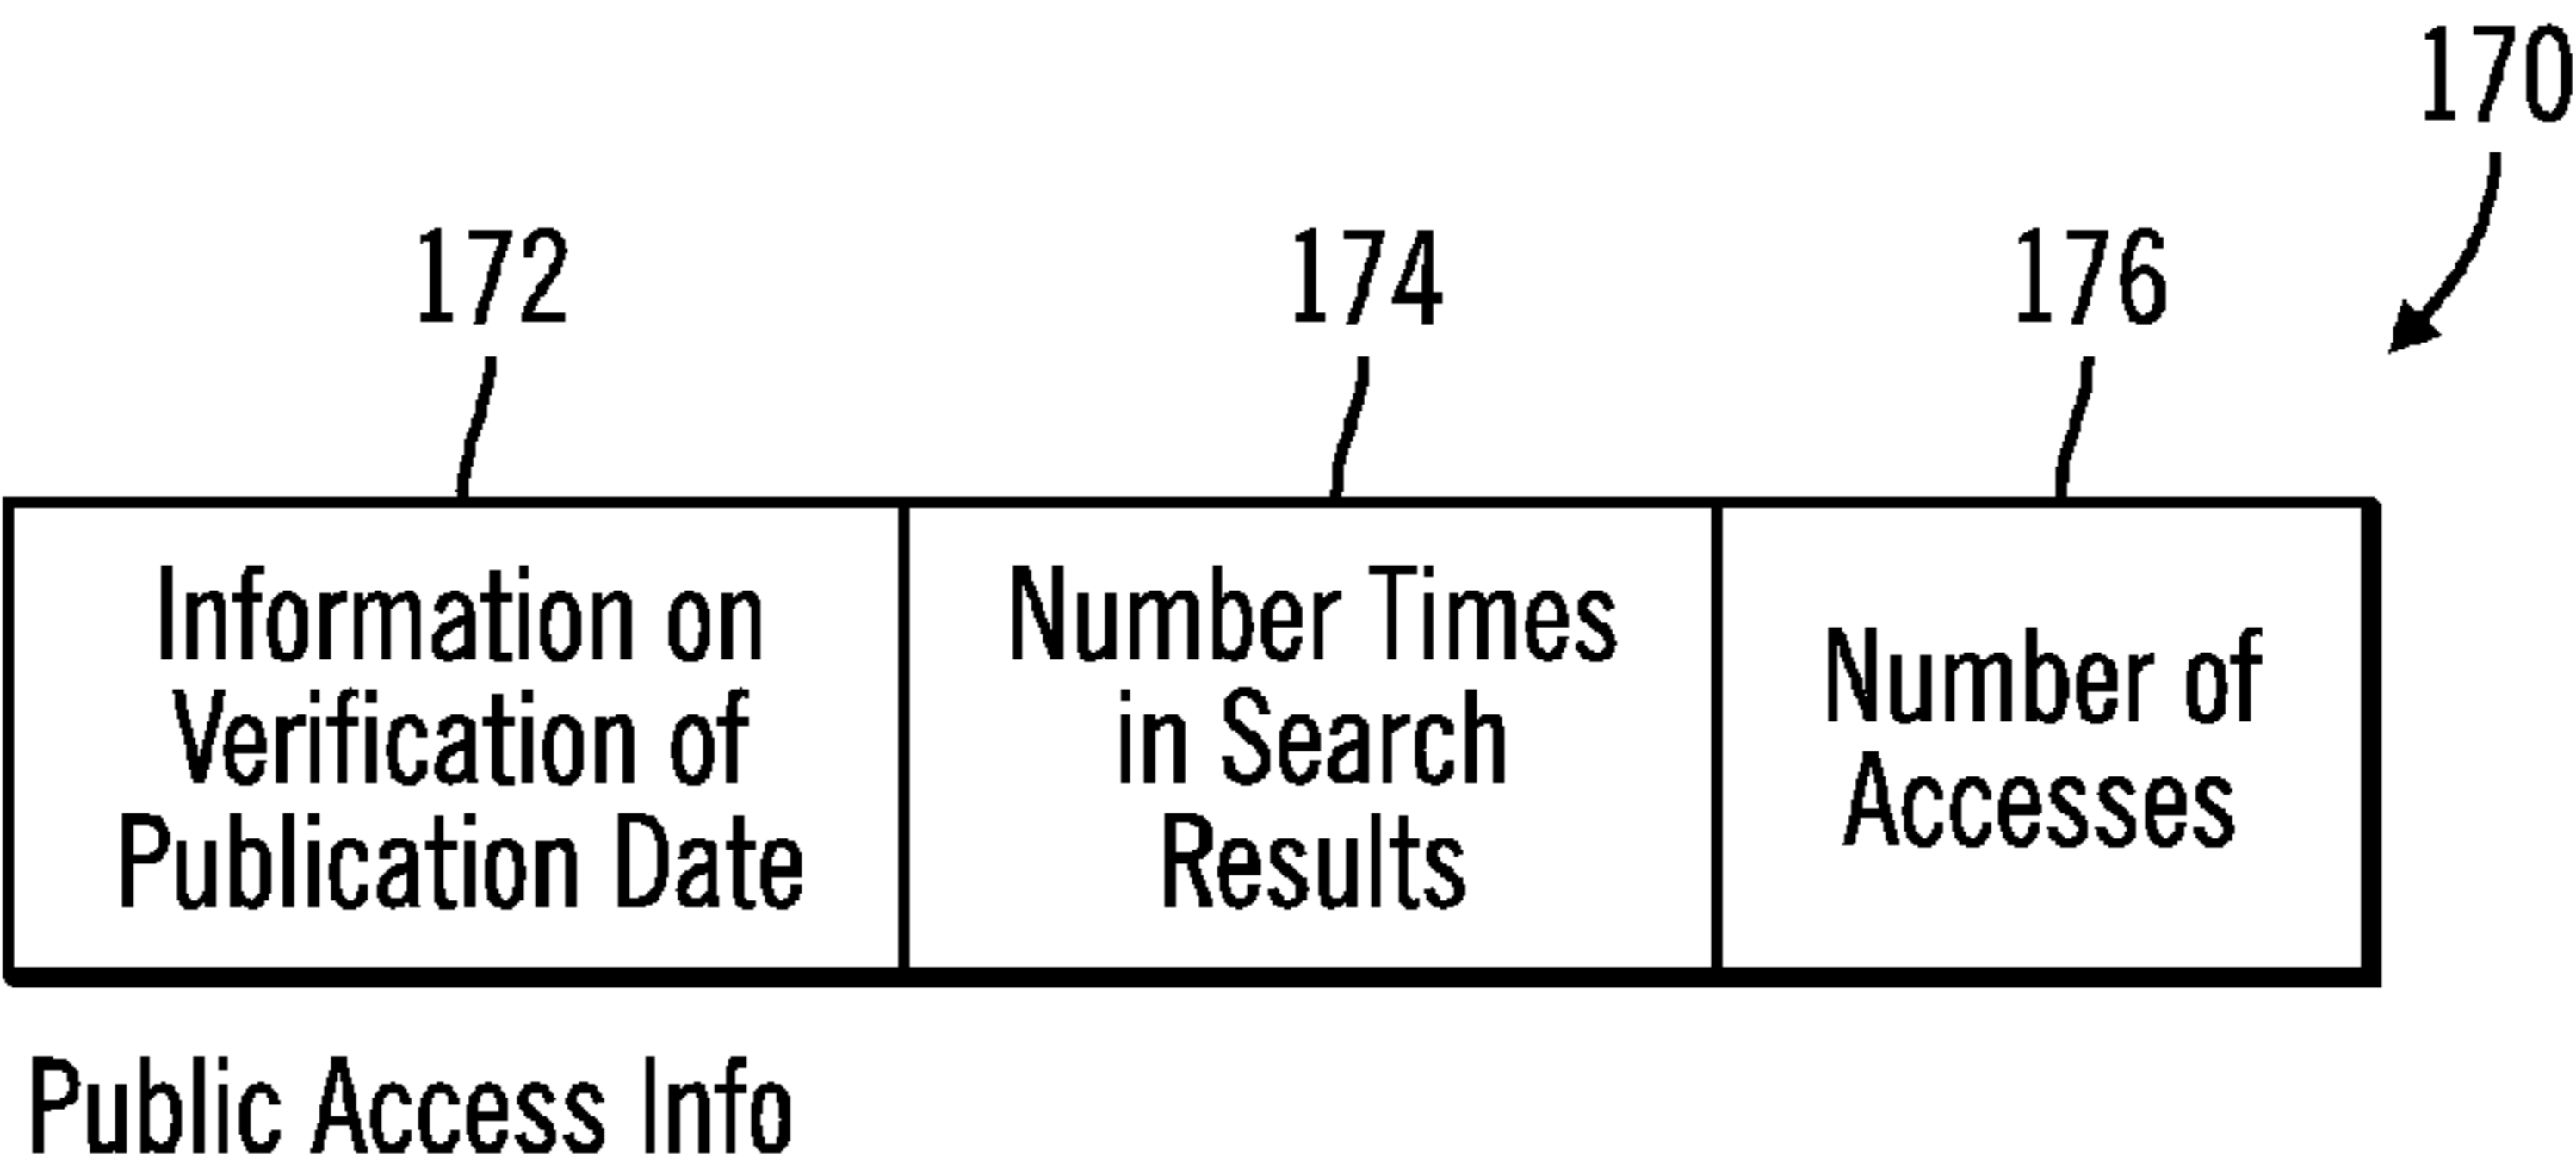 170
172
174
176
Information on
Verification of
Publication Date
Number Times
in Search
Results
Number of
Accesses
Public Access Info